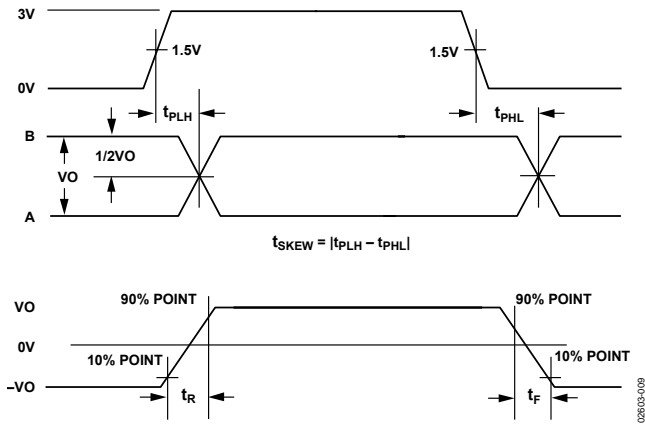 3V
1.5V
1.5V
0V
tPLH
tPHL
B
1/2VO
VO
A
tSKEW = |tPLH – tPHL|
VO
90% POINT
90% POINT
0V
10% POINT
10% POINT
–VO
tR
tF
02603-009